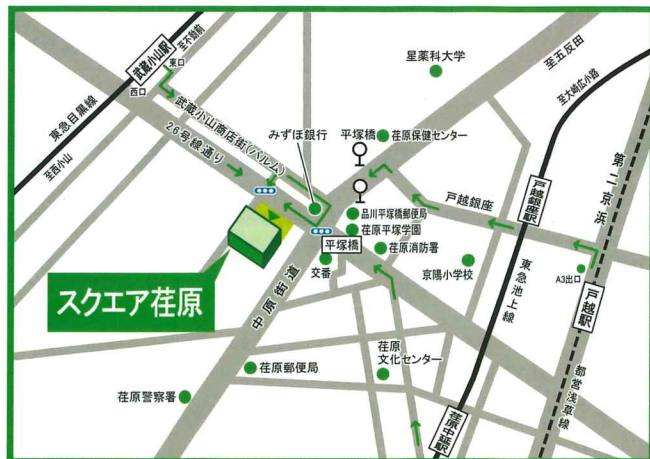 武蔵小山駅
至不動前
東口
西口
東急目黒線
至西小山
26号線通り
武蔵小山商店街(パルム)
みずほ銀行
平塚橋
荏原保健センター
星薬科大学
至五反田
至大崎広小路
第二京浜
戸越銀座
戸越銀座駅
品川平塚橋郵便局
荏原平塚学園
平塚橋
荏原消防署
交番
京陽小学校
東急池上線
A3出口
戸越駅
都営浅草線
スクエア荏原
中原街道
荏原文化センター
荏原郵便局
荏原警察署
荏原中延駅